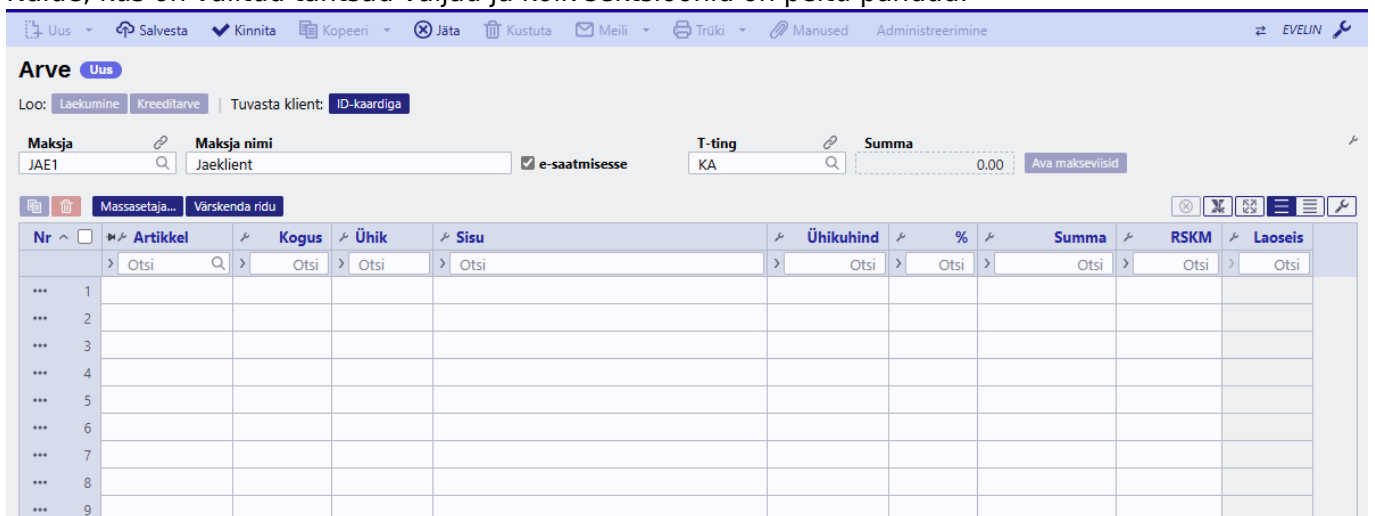 Uus Salvesta Kinnita Kopeeri Jäta Kustuta Meili Trüki Manused Administreerimine EVELIN
Arve Uus
Loo: Laekumine Kreeditarve | Tuvasta klient: ID-kaardiga
Maksja Maksja nimi T-ting Summa
JAE1 Jaeklient e-saatmisesse KA 0.00 Ava makseviisid
Massasetaja... Värskenda ridu
Nr Artikkel Kogus Ühik Sisu Ühikuhind % Summa RSKM Laoseis
Otsi Otsi Otsi Otsi Otsi Otsi Otsi Otsi Otsi
1
2
3
4
5
6
7
8
9